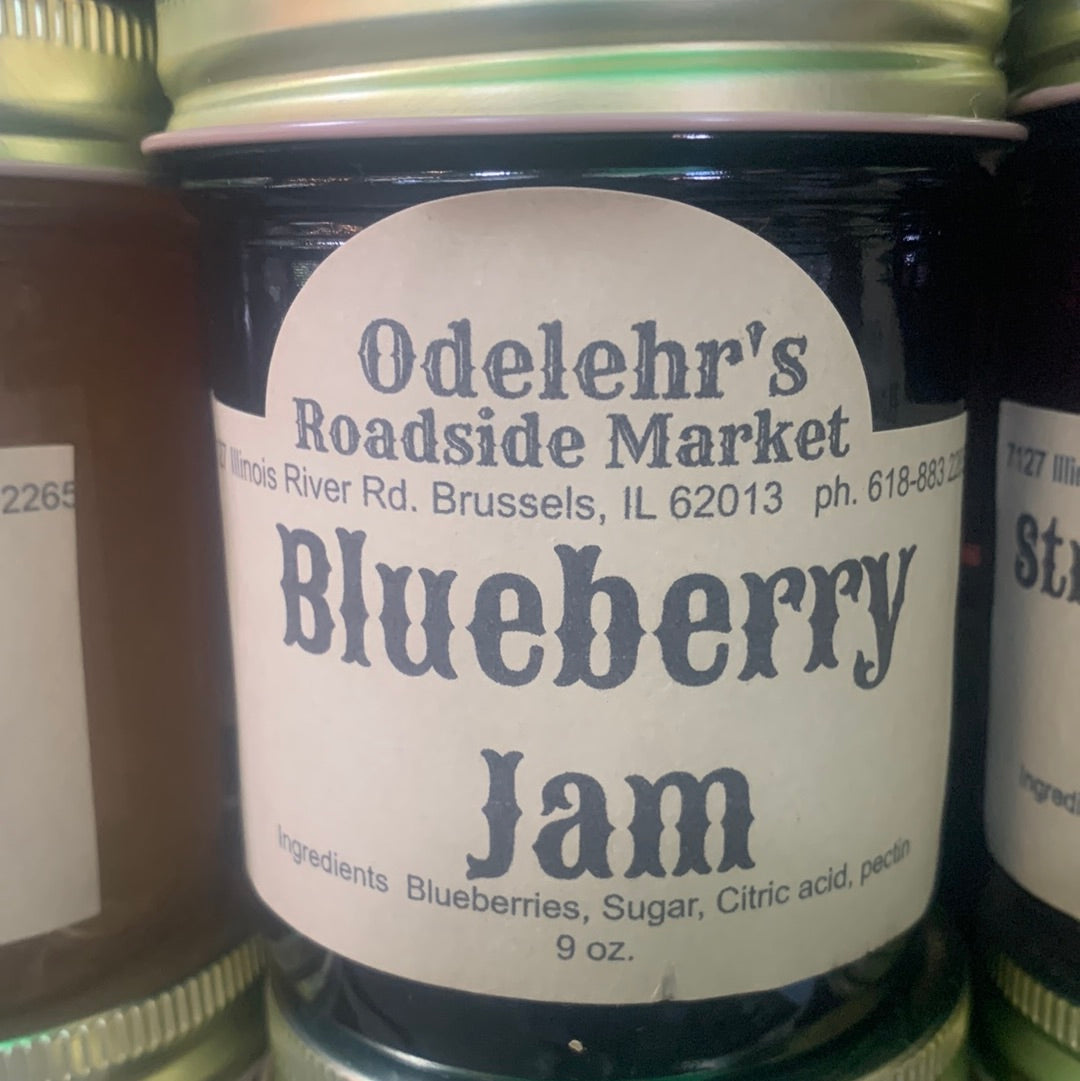 Odelehr's
Roadside Market
Illinois River Rd. Brussels, IL 62013 ph. 618-883
Blueberry
Jam
Ingredients Blueberries, Sugar, Citric acid, pectin
9 oz.
2265
7127